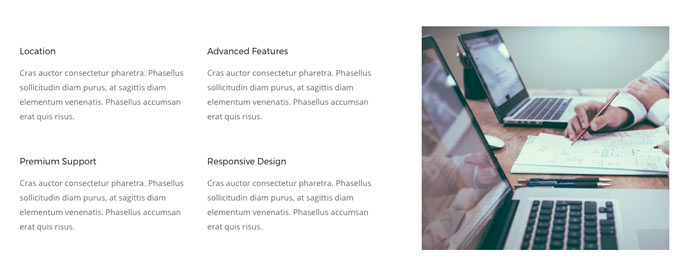 Location
Cras auctor consectetur pharetra. Phasellus
sollicitudin diam purus, at sagittis diam
elementum venenatis. Phasellus accumsan
erat quis risus.
Advanced Features
Cras auctor consectetur pharetra. Phasellus
sollicitudin diam purus, at sagittis diam
elementum venenatis. Phasellus accumsan
erat quis risus.
Premium Support
Cras auctor consectetur pharetra. Phasellus
sollicitudin diam purus, at sagittis diam
elementum venenatis. Phasellus accumsan
erat quis risus.
Responsive Design
Cras auctor consectetur pharetra. Phasellus
sollicitudin diam purus, at sagittis diam
elementum venenatis. Phasellus accumsan
erat quis risus.